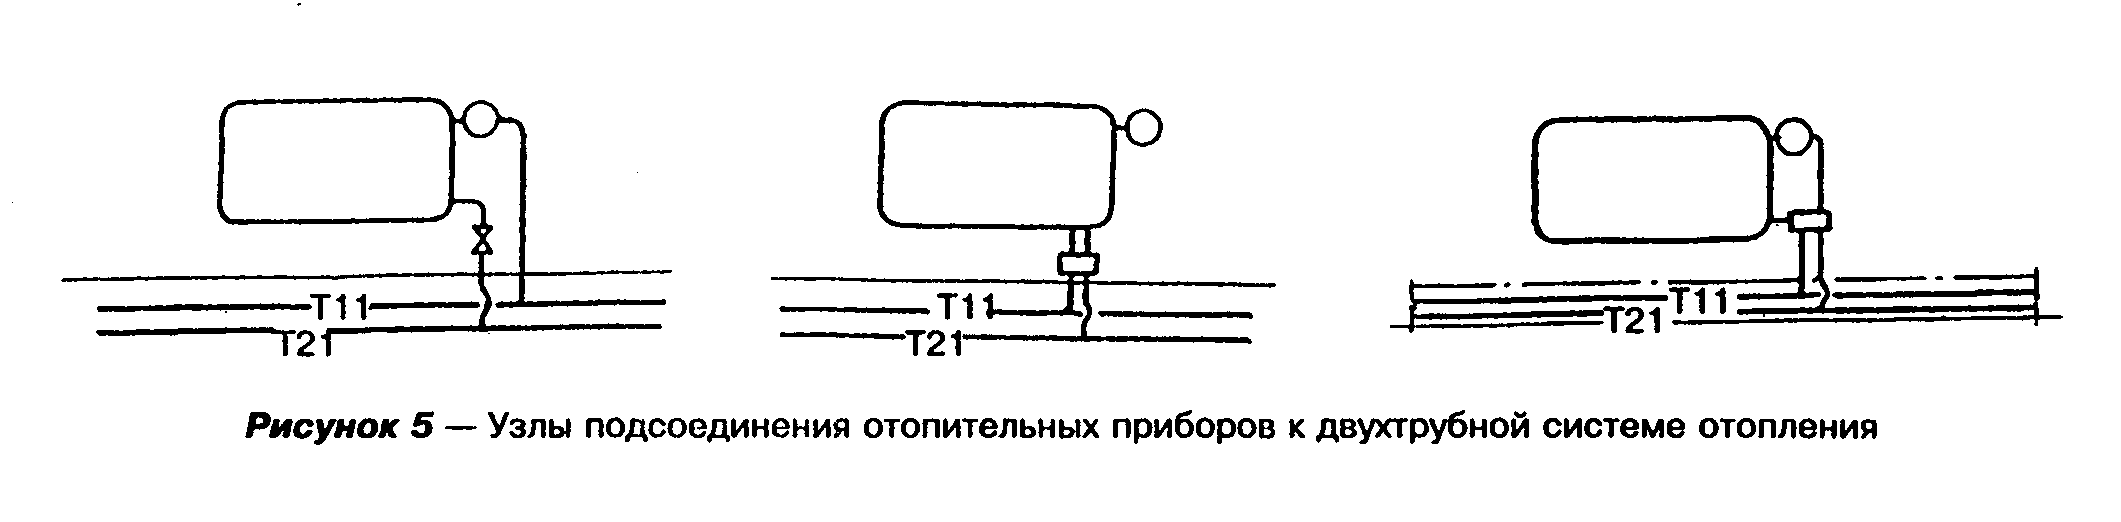 T11 T11 T11
T21 T21 T21
Рисунок 5 — Узлы подсоединения отопительных приборов к двухтрубной системе отопления